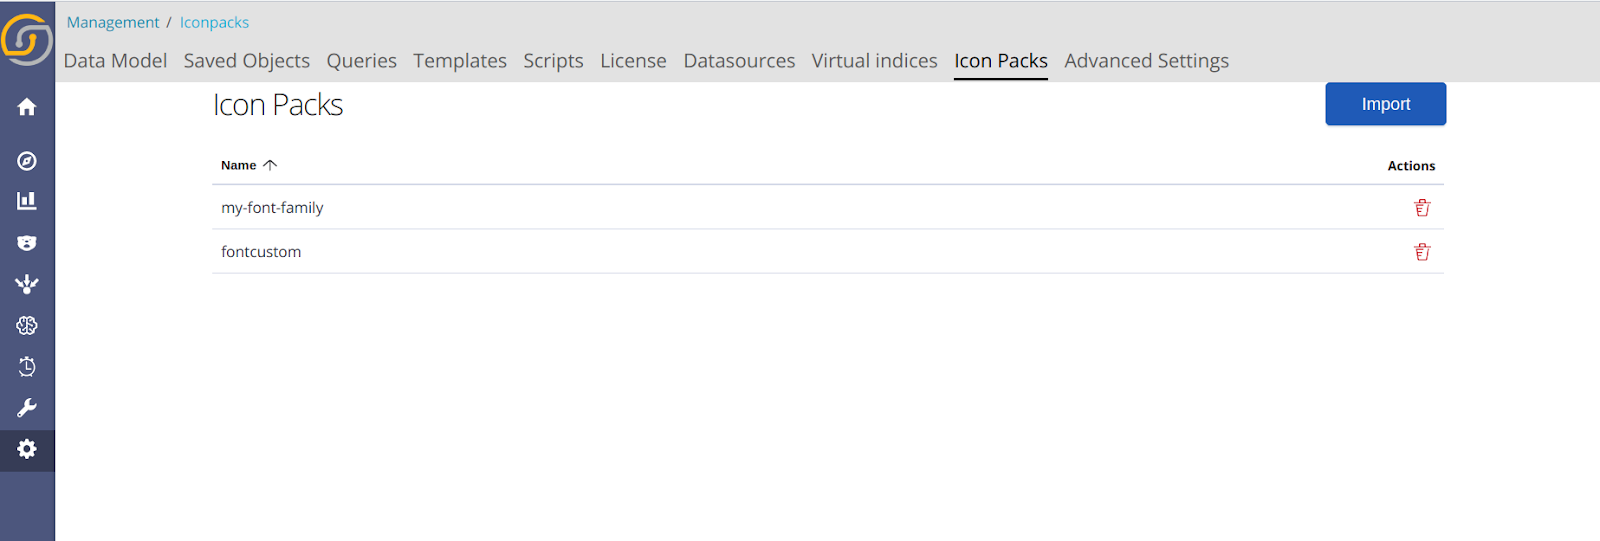 Management / Iconpacks
Data Model Saved Objects Queries Templates Scripts License Datasources Virtual indices Icon Packs Advanced Settings
Icon Packs Import
Name Actions
my-font-family
fontcustom